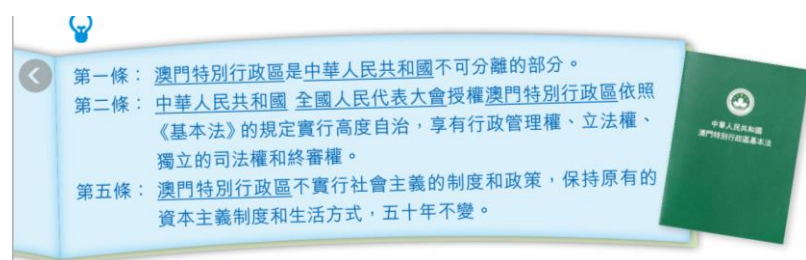 第一條：澳門特別行政區是中華人民共和國不可分離的部分。
第二條：中華人民共和國 全國人民代表大會授權澳門特別行政區依照
《基本法》的規定實行高度自治，享有行政管理權、立法權、
獨立的司法權和終審權。
第五條：澳門特別行政區不實行社會主義的制度和政策，保持原有的
資本主義制度和生活方式，五十年不變。
中華人民共和國
澳門特別行政區基本法